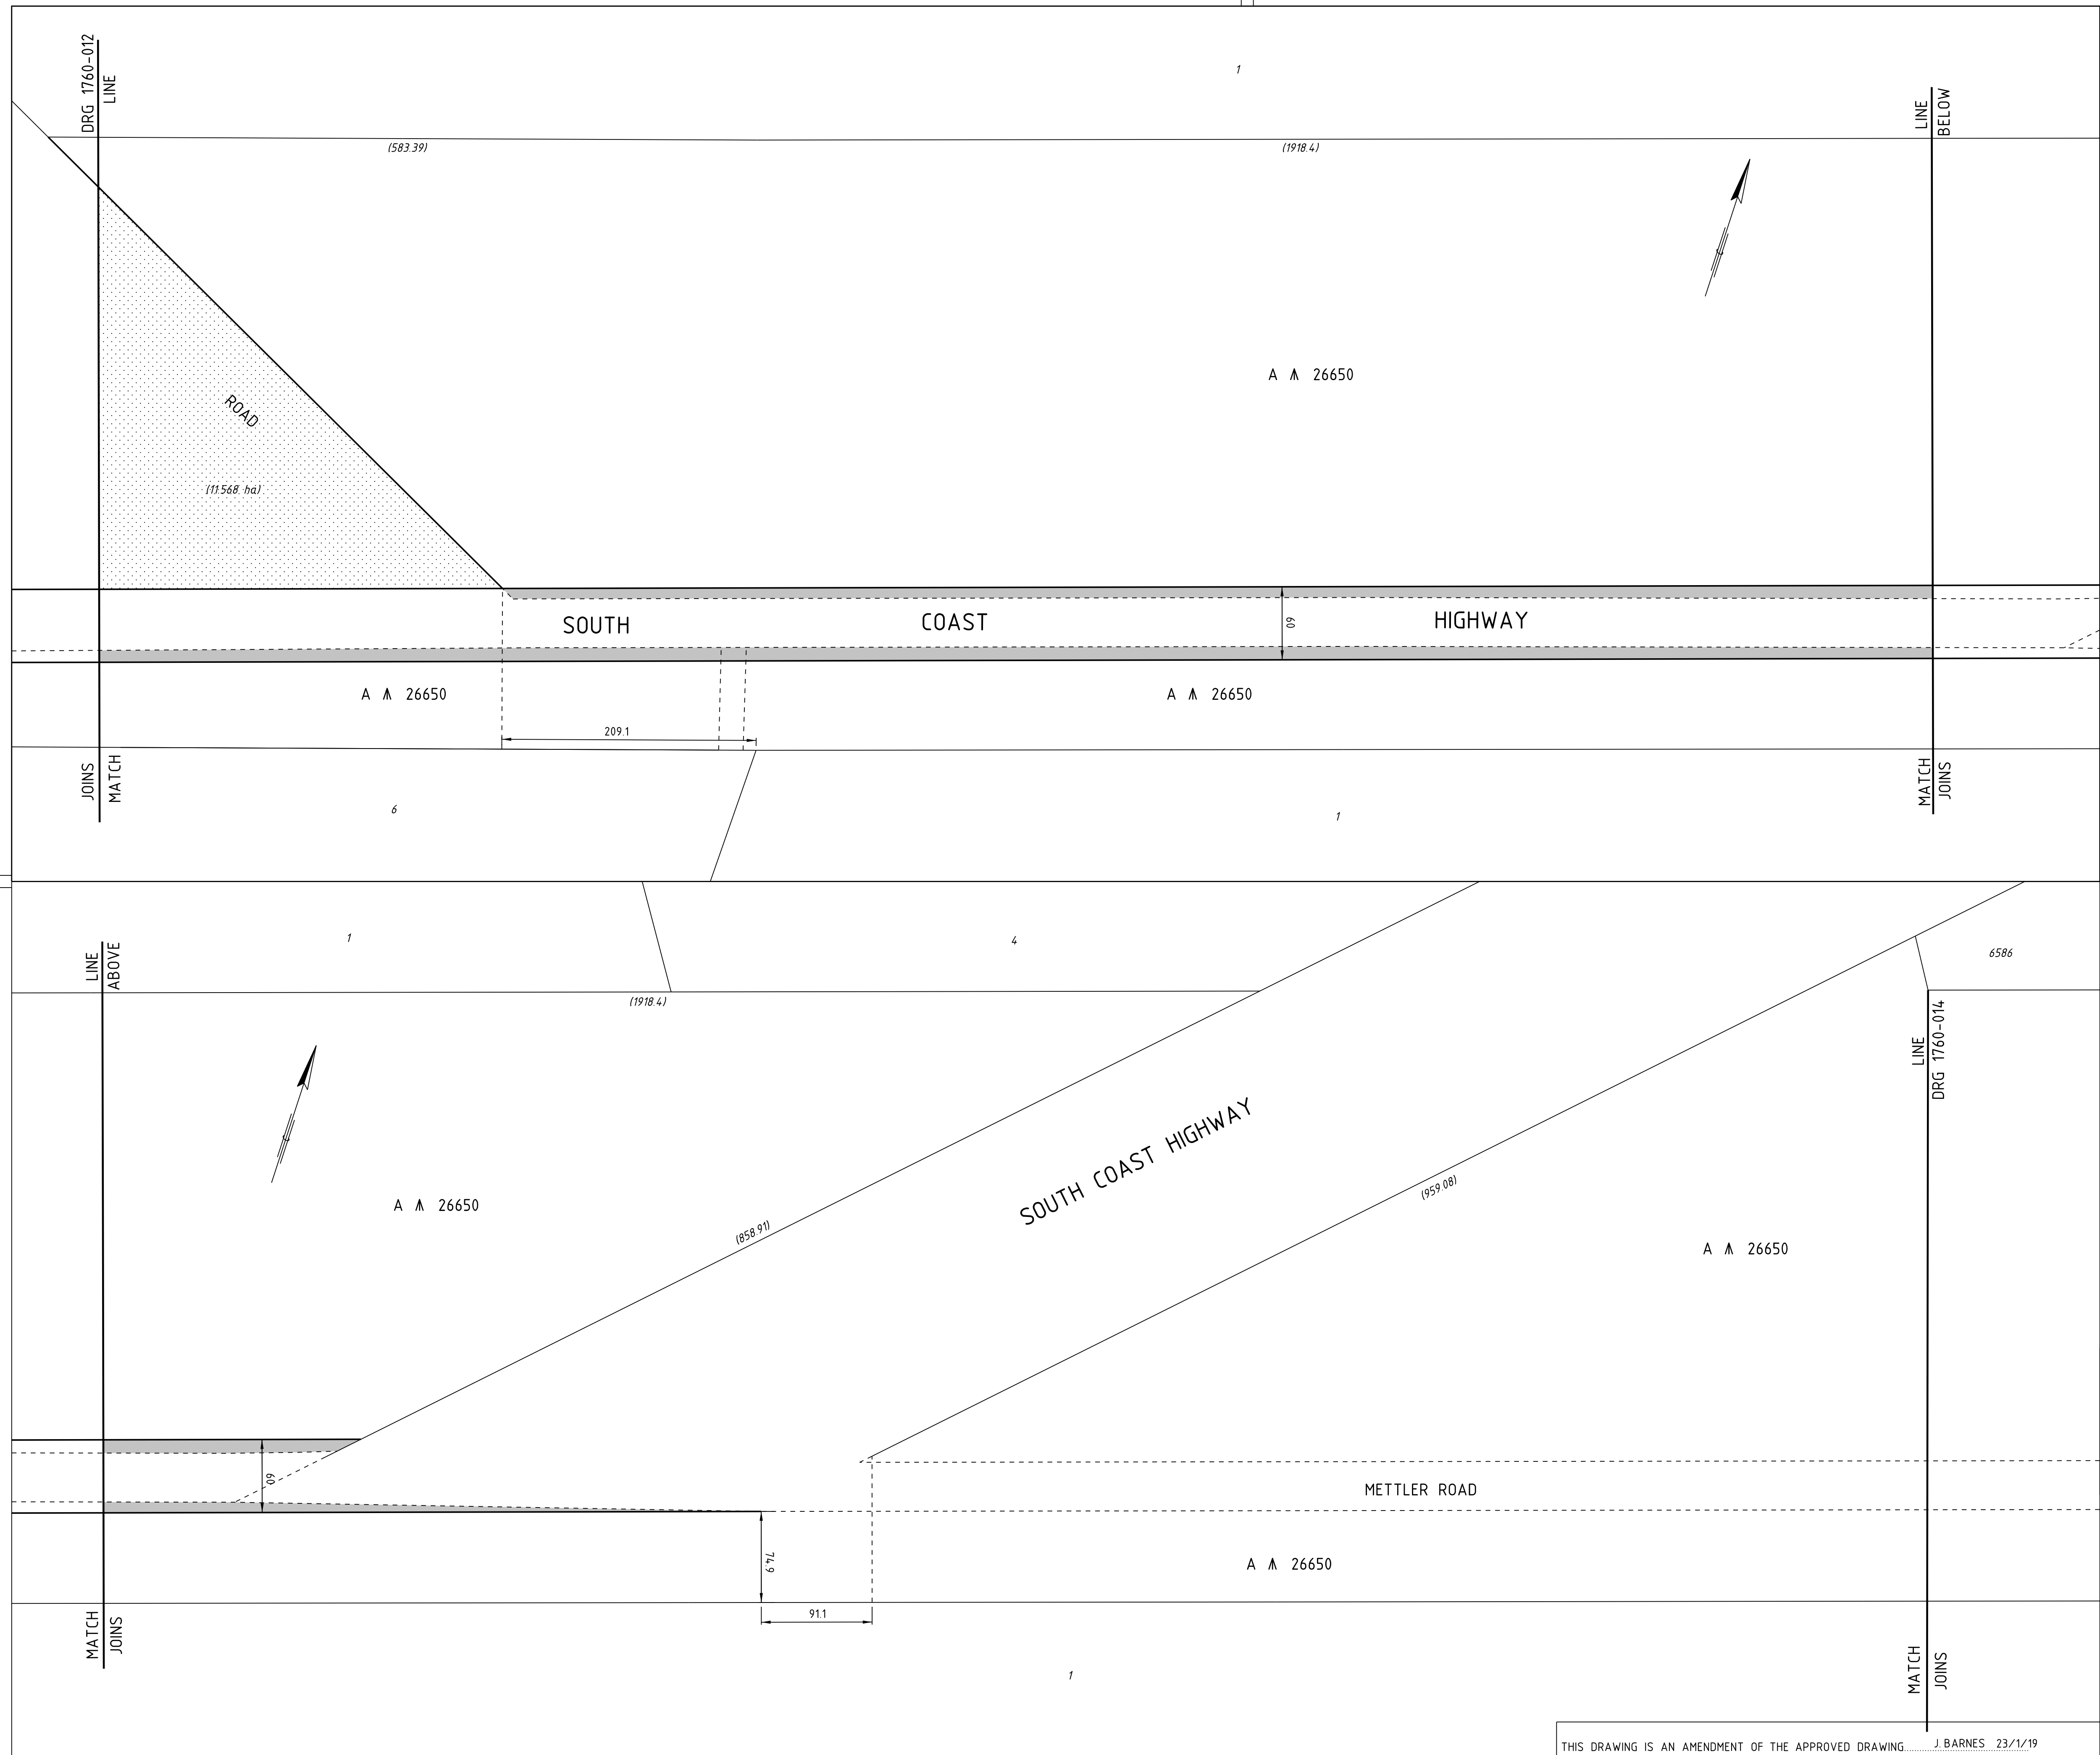 DRG 1760-012
LINE
1
LINE
BELOW
(583.39)
(1918.4)
A 26650
ROAD
(11.568 ha)
SOUTH COAST HIGHWAY
60
A 26650
A 26650
209.1
JOINS
MATCH
MATCH
JOINS
6
1
1
4
6586
LINE
ABOVE
(1918.4)
LINE
DRG 1760-014
SOUTH COAST HIGHWAY
(959.08)
A 26650
(858.91)
A 26650
60
METTLER ROAD
74.9
A 26650
91.1
MATCH
JOINS
MATCH
JOINS
1
THIS DRAWING IS AN AMENDMENT OF THE APPROVED DRAWING J. BARNES 23/1/19